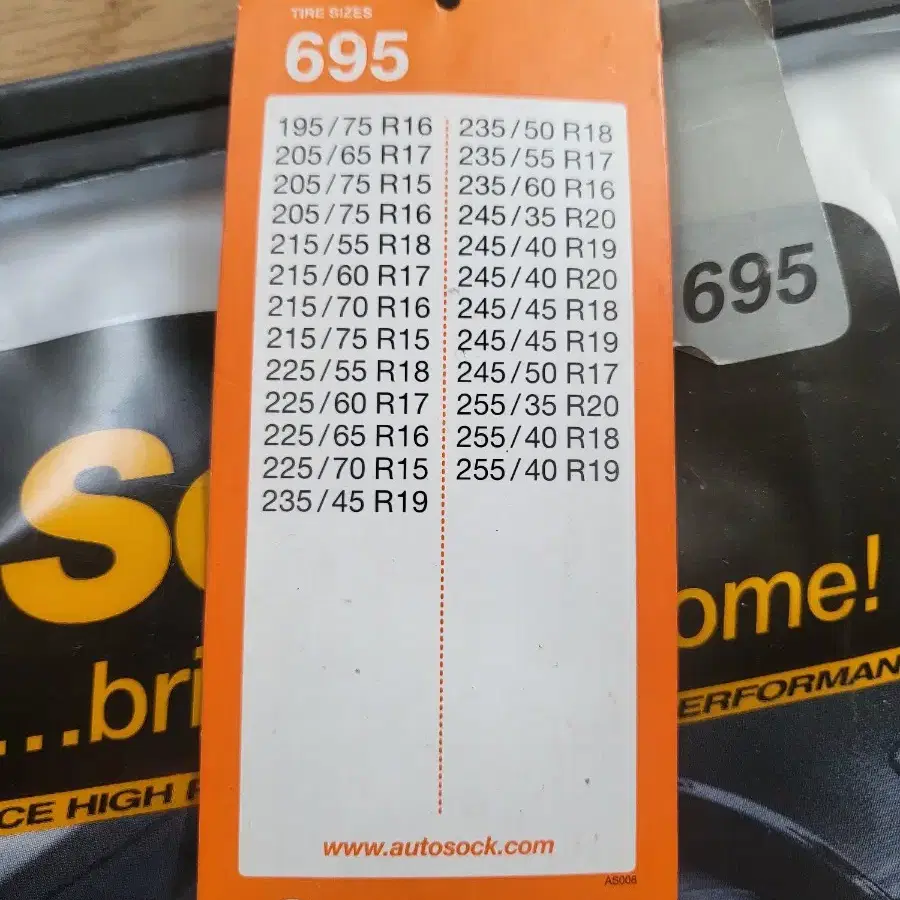 TIRE SIZES
695
195/75 R16
205/65 R17
205/75 R15
205/75 R16
215/55 R18
215/60 R17
215/70 R16
215/75 R15
225/55 R18
225/60 R17
225/65 R16
225/70 R15
235/45 R19
235/50 R18
235/55 R17
235/60 R16
245/35 R20
245/40 R19
245/40 R20
245/45 R18
245/45 R19
245/50 R17
255/35 R20
255/40 R18
255/40 R19
www.autosock.com
AS008
695
So
ome!
...bri
ERFORMAN
CE HIGH